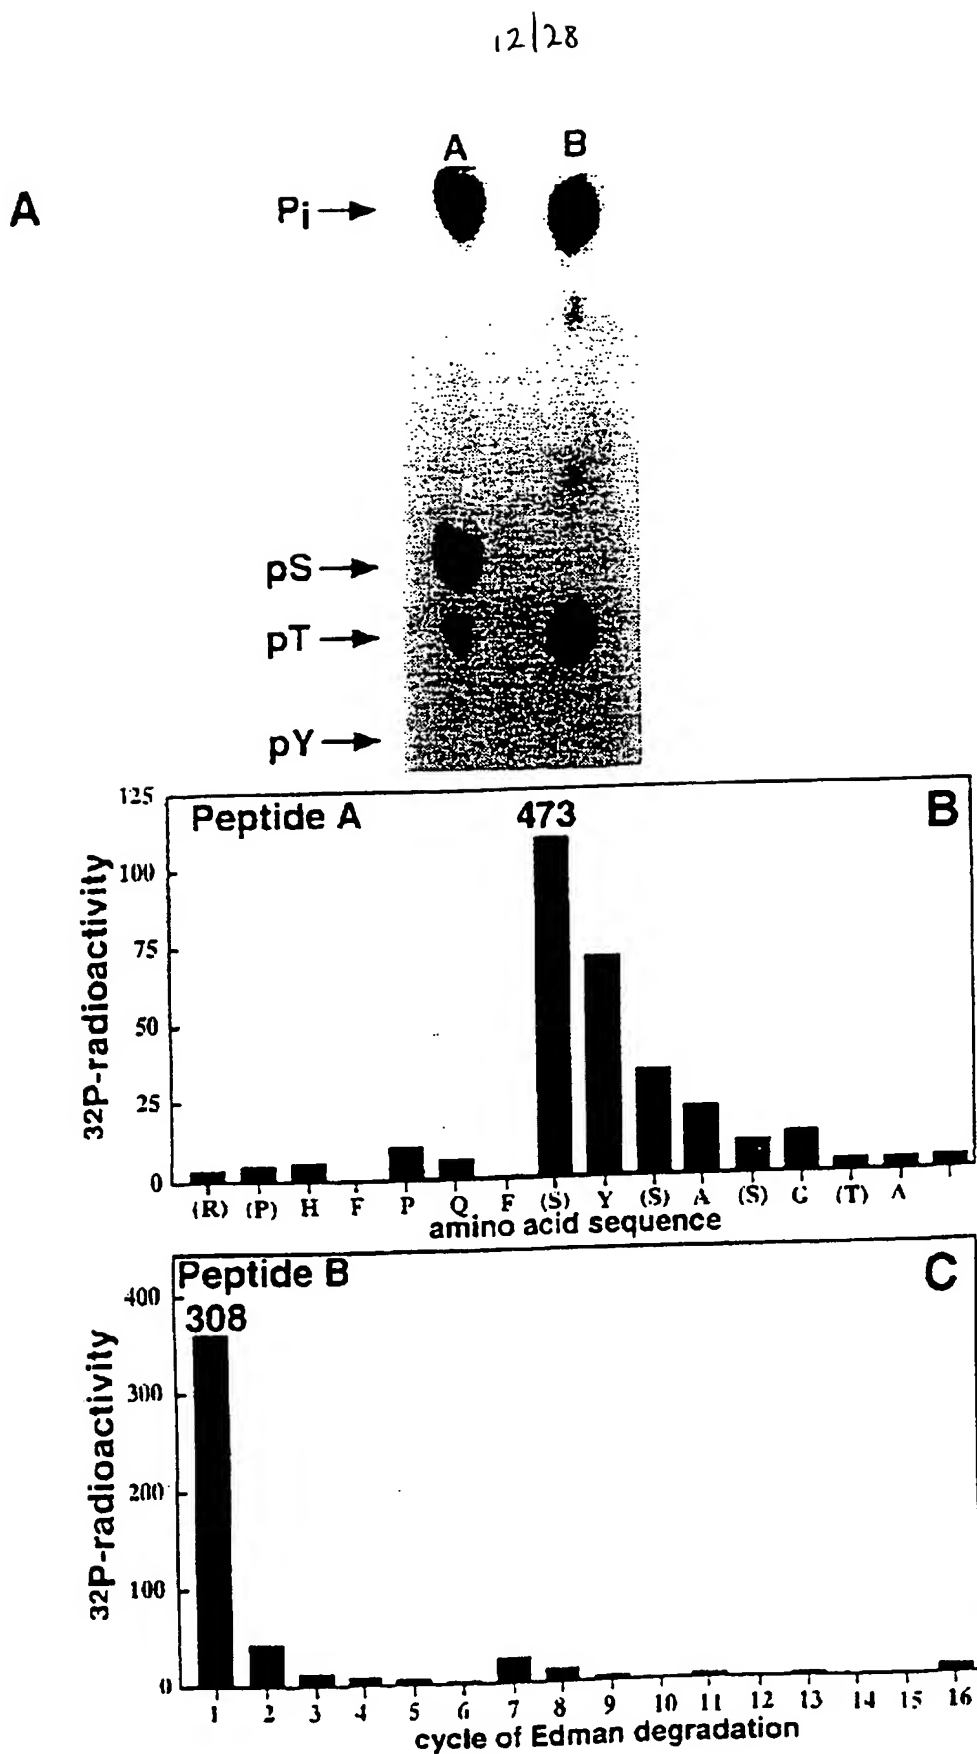 12/28
A B
A
Pi
pS
pT
pY
125
100
75
50
25
0
32P-radioactivity
Peptide A
473
B
(R) (P) H F P Q F (S) Y (S) A (S) G (T) A
amino acid sequence
400
300
200
100
0
32P-radioactivity
Peptide B
308
C
1 2 3 4 5 6 7 8 9 10 11 12 13 14 15 16
cycle of Edman degradation